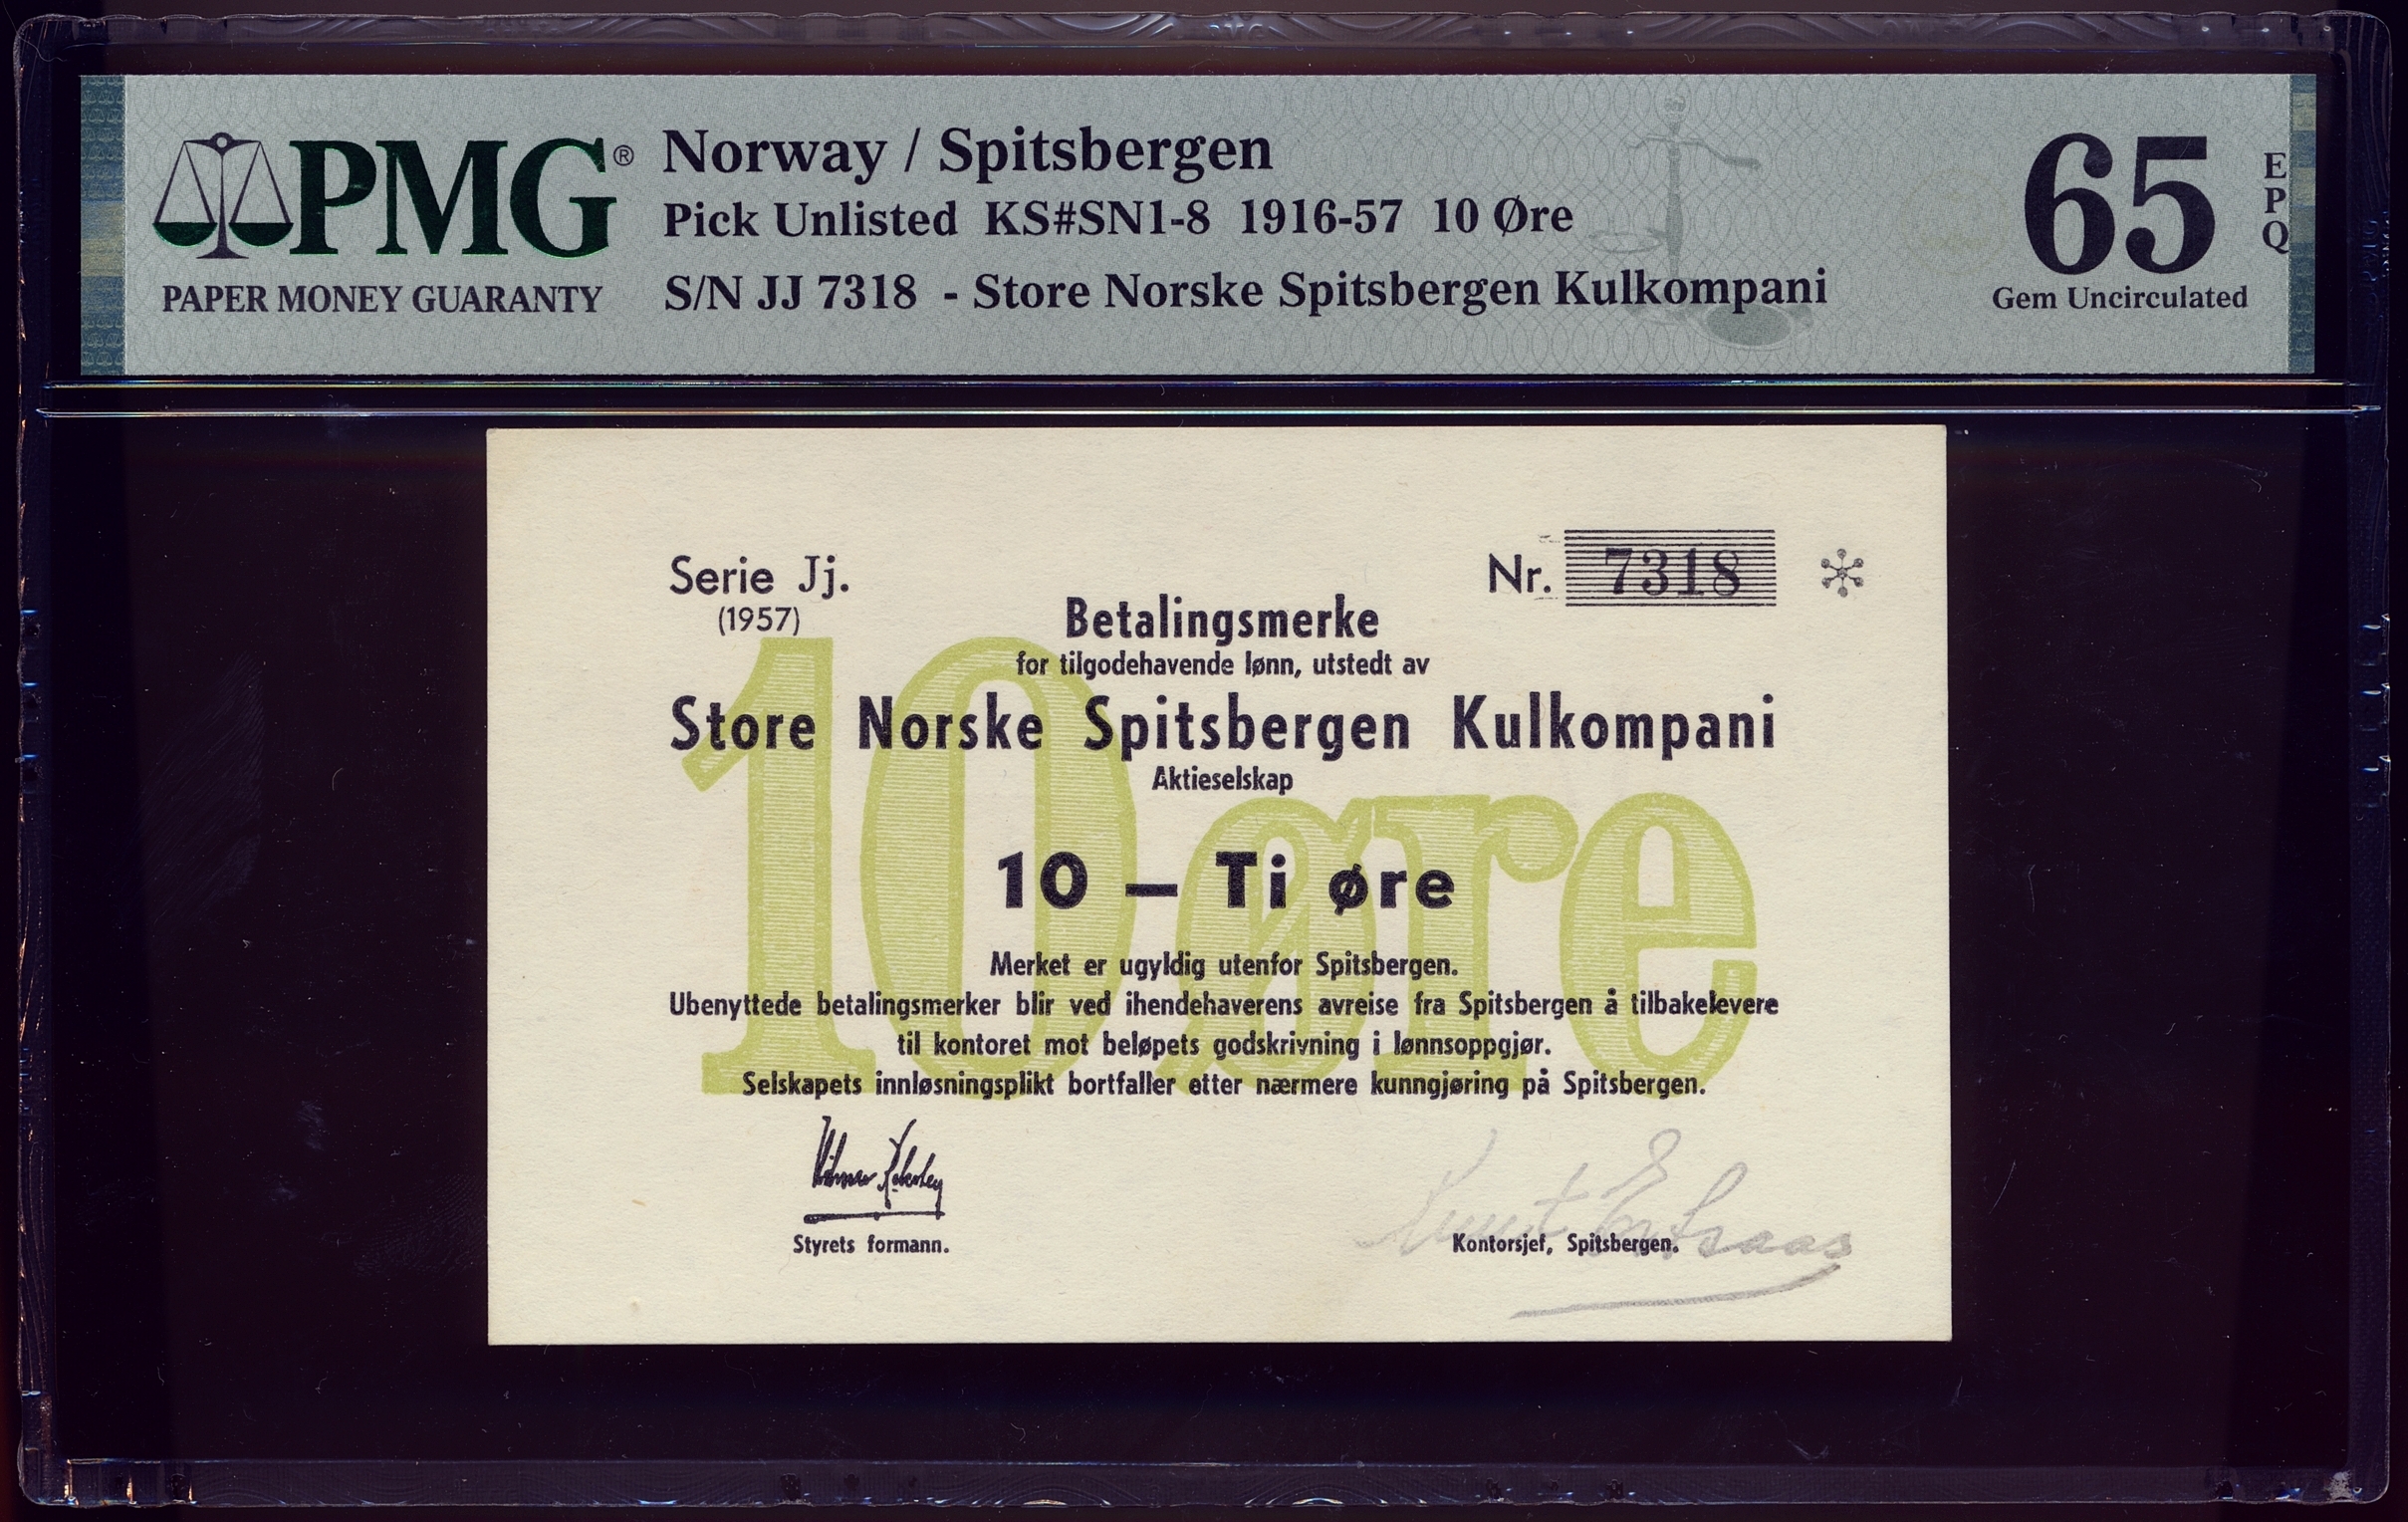 PMG®
PAPER MONEY GUARANTY
Norway / Spitsbergen
Pick Unlisted KS#SN1-8 1916-57 10 Øre
S/N JJ 7318 - Store Norske Spitsbergen Kulkompani
65
EPQ
Gem Uncirculated
Serie Jj.
(1957)
Nr. 7318
Betalingsmerke
for tilgodehavende lønn, utstedt av
Store Norske Spitsbergen Kulkompani
Aktieselskap
10 øre
10 — Ti øre
Merket er ugyldig utenfor Spitsbergen.
Ubenyttede betalingsmerker blir ved ihendehaverens avreise fra Spitsbergen å tilbakelevere
til kontoret mot beløpets godskrivning i lønnsoppgjør.
Selskapets innløsningsplikt bortfaller etter nærmere kunngjøring på Spitsbergen.
Styrets formann.
Kontorsjef, Spitsbergen.